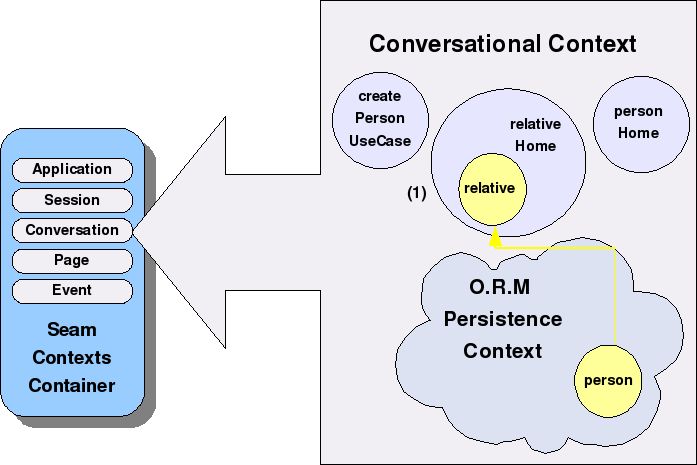 Conversational Context
create
Person
UseCase
relative
Home
person
Home
relative
(1)
O.R.M
Persistence
Context
person
Application
Session
Conversation
Page
Event
Seam
Contexts
Container